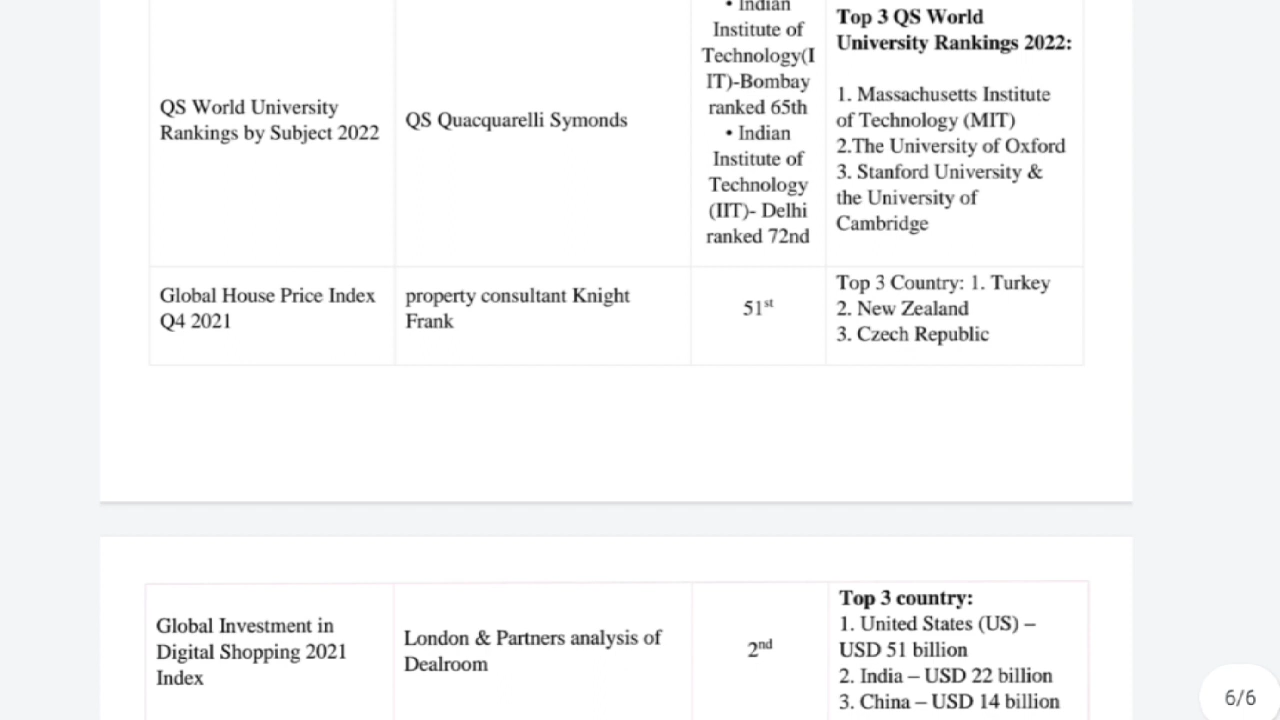 QS World University
Rankings by Subject 2022
QS Quacquarelli Symonds
• Indian
Institute of
Technology(I
IT)-Bombay
ranked 65th
• Indian
Institute of
Technology
(IIT)- Delhi
ranked 72nd
Top 3 QS World
University Rankings 2022:
1. Massachusetts Institute
of Technology (MIT)
2.The University of Oxford
3. Stanford University &
the University of
Cambridge
Global House Price Index
Q4 2021
property consultant Knight
Frank
51st
Top 3 Country: 1. Turkey
2. New Zealand
3. Czech Republic
Global Investment in
Digital Shopping 2021
Index
London & Partners analysis of
Dealroom
2nd
Top 3 country:
1. United States (US) –
USD 51 billion
2. India – USD 22 billion
3. China – USD 14 billion
6/6